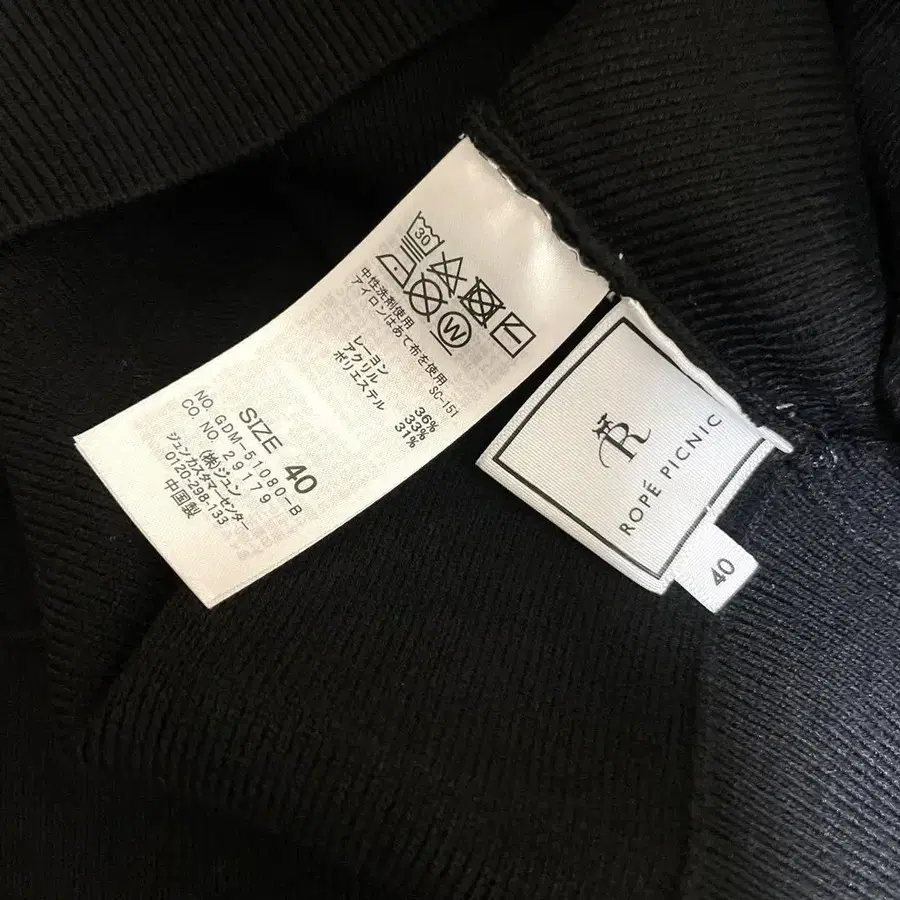 30
W
中性洗剤使用
アイロンはあて布を使用
SC-151
レーヨン 36%
アクリル 33%
ポリエステル 31%
SIZE 40
NO. GDM-51080-B
CO. NO. 29179
(株)ジュン
ジュンカスタマーセンター
0120-298-133
中国製
R
ROPÉ PICNIC
40